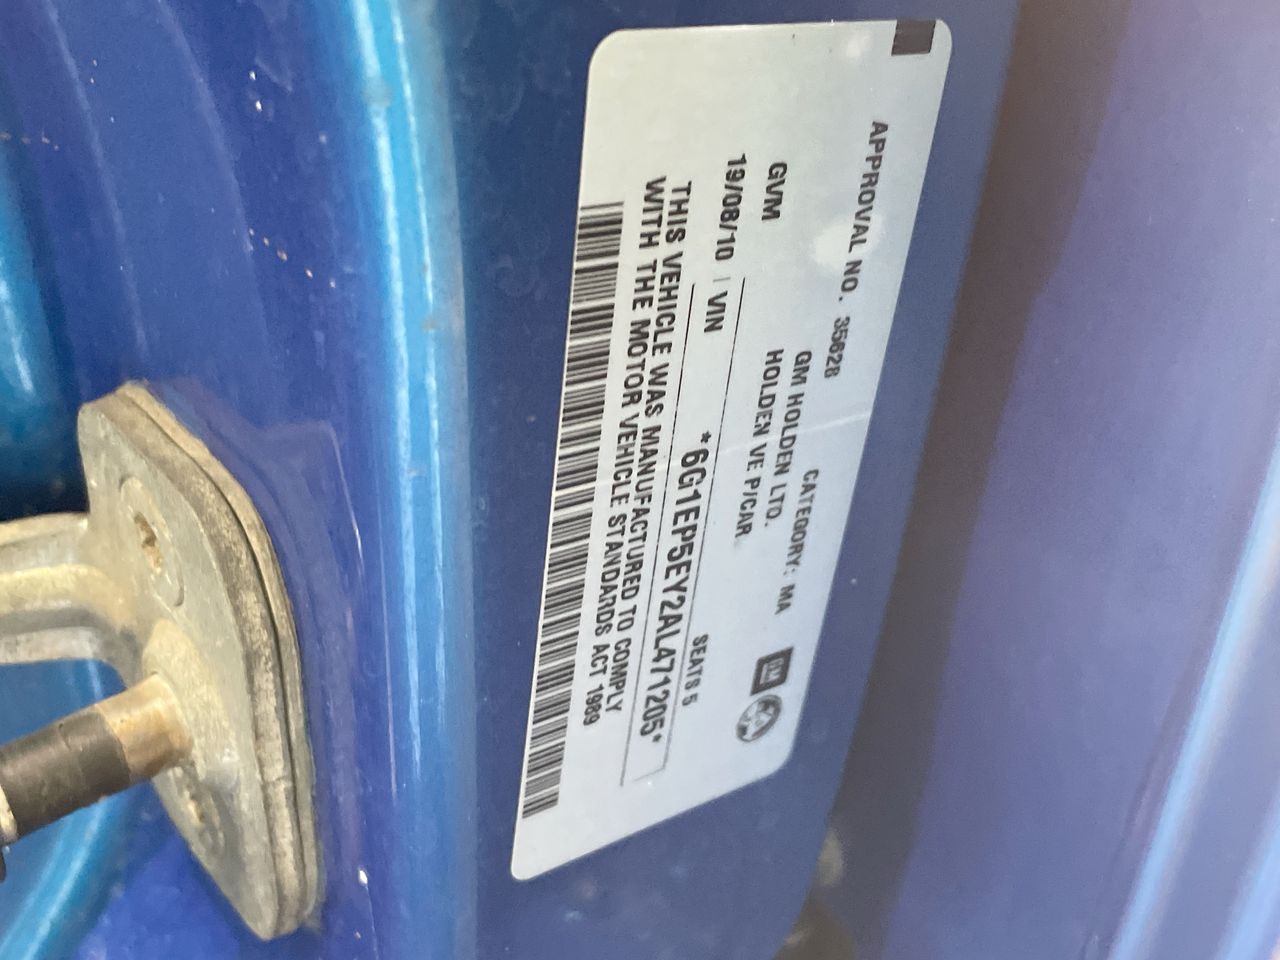 APPROVAL NO. 35628
CATEGORY: MA
GM HOLDEN LTD.
GM
GVM
HOLDEN VE P/CAR
SEATS 5
19/08/10
VIN
*6G1EP5EY2AL471205*
THIS VEHICLE WAS MANUFACTURED TO COMPLY
WITH THE MOTOR VEHICLE STANDARDS ACT 1989